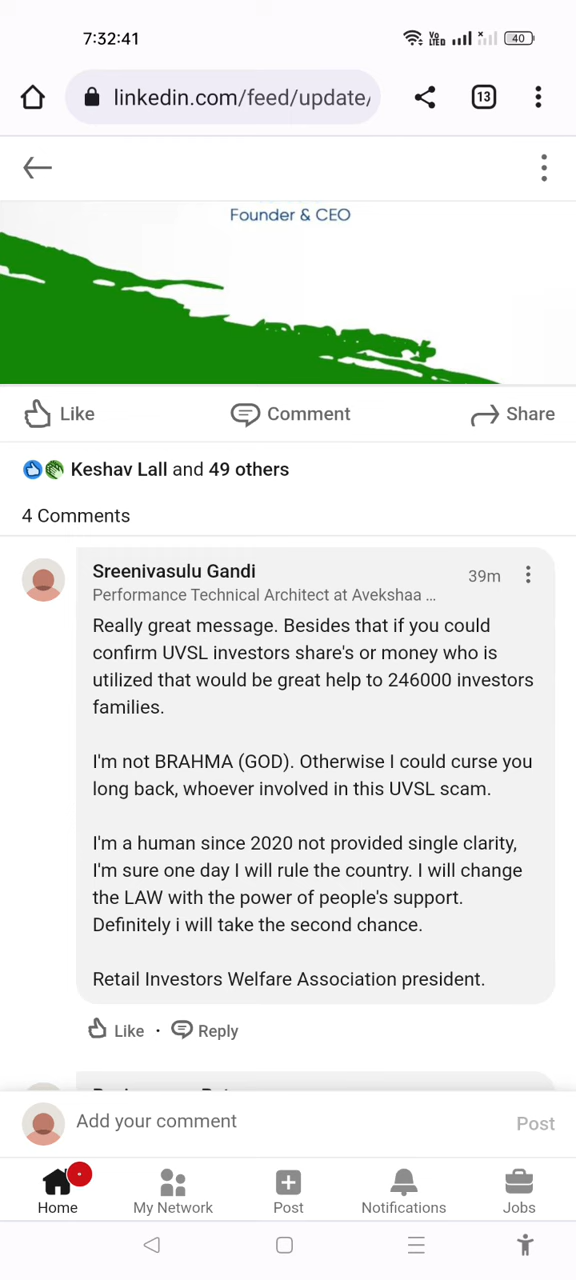 7:32:41
Vo
LTE D
x
40
linkedin.com/feed/update/
13
Founder & CEO
Like
Comment
Share
Keshav Lall and 49 others
4 Comments
Sreenivasulu Gandi
39m
Performance Technical Architect at Avekshaa ...
Really great message. Besides that if you could
confirm UVSL investors share's or money who is
utilized that would be great help to 246000 investors
families.
I'm not BRAHMA (GOD). Otherwise I could curse you
long back, whoever involved in this UVSL scam.
I'm a human since 2020 not provided single clarity,
I'm sure one day I will rule the country. I will change
the LAW with the power of people's support.
Definitely i will take the second chance.
Retail Investors Welfare Association president.
Like · Reply
Add your comment
Post
Home
My Network
Post
Notifications
Jobs